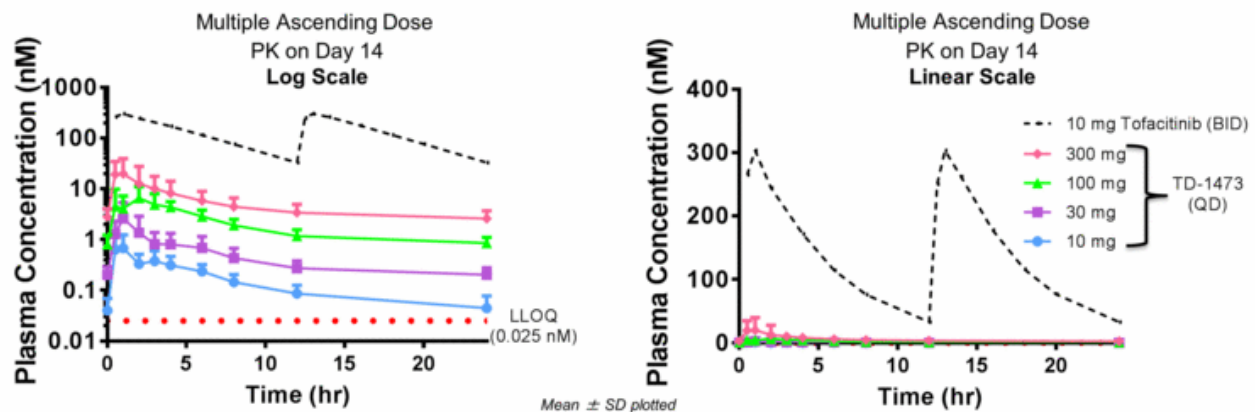 Multiple Ascending Dose
PK on Day 14
Log Scale
Plasma Concentration (nM)
1000
100
10
1
0.1
0.01
0
5
10
15
20
Time (hr)
LLOQ
(0.025 nM)
Mean ± SD plotted
Multiple Ascending Dose
PK on Day 14
Linear Scale
Plasma Concentration (nM)
400
300
200
100
0
0
5
10
15
20
Time (hr)
10 mg Tofacitinib (BID)
300 mg
100 mg
30 mg
10 mg
TD-1473
(QD)